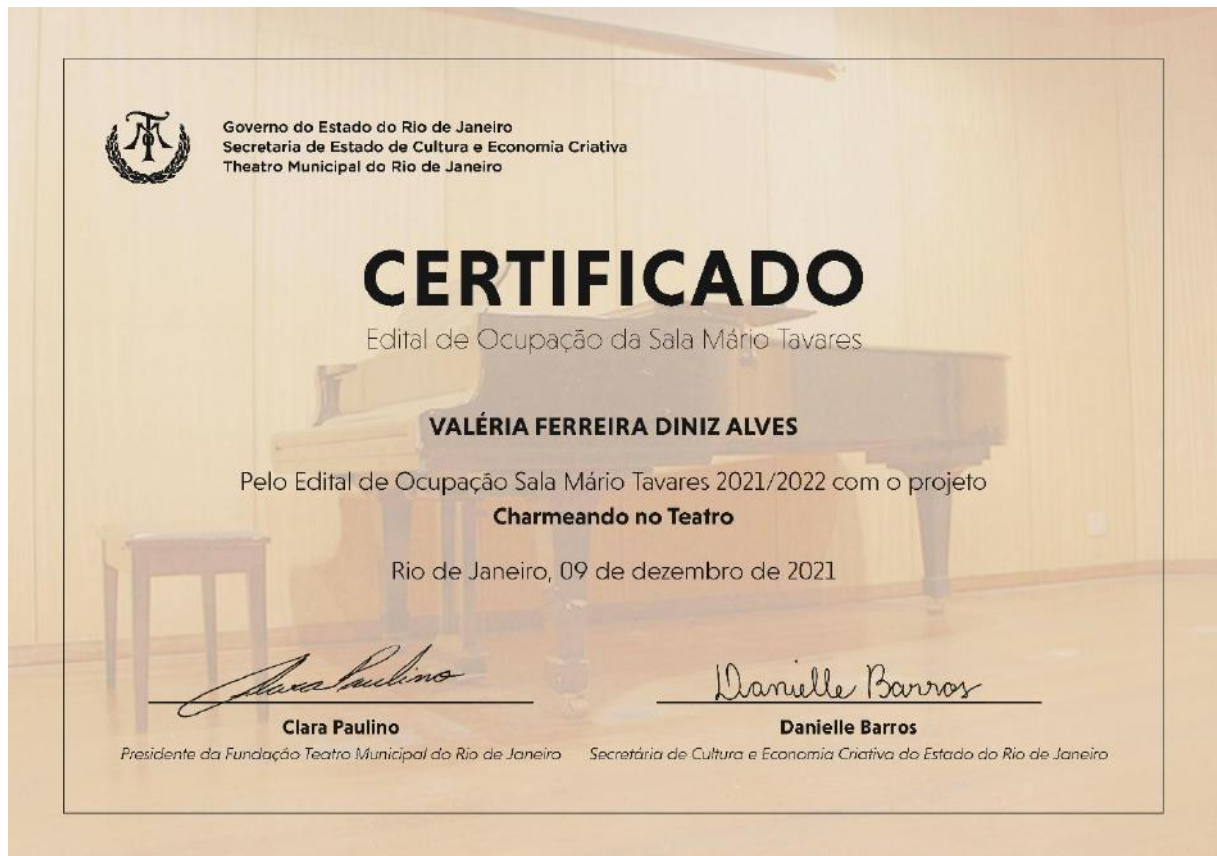 Governo do Estado do Rio de Janeiro
Secretaria de Estado de Cultura e Economia Criativa
Theatro Municipal do Rio de Janeiro
CERTIFICADO
Edital de Ocupação da Sala Mário Tavares
VALÉRIA FERREIRA DINIZ ALVES
Pelo Edital de Ocupação Sala Mário Tavares 2021/2022 com o projeto
Charmeando no Teatro
Rio de Janeiro, 09 de dezembro de 2021
Clara Paulino
Danielle Barros
Clara Paulino
Presidente da Fundação Teatro Municipal do Rio de Janeiro
Danielle Barros
Secretária de Cultura e Economia Criativa do Estado do Rio de Janeiro